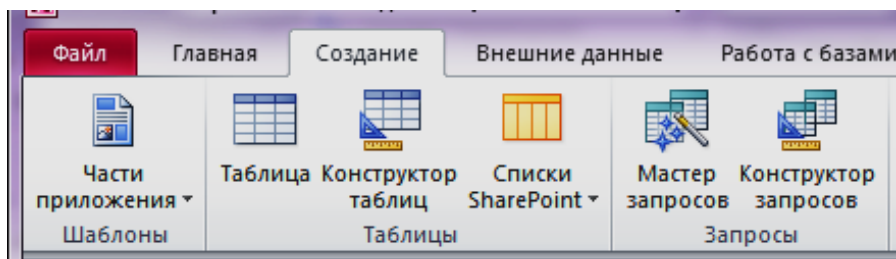 Файл Главная Создание Внешние данные Работа с базами
Части приложения
Таблица
Конструктор таблиц
Списки SharePoint
Мастер запросов
Конструктор запросов
Шаблоны Таблицы Запросы